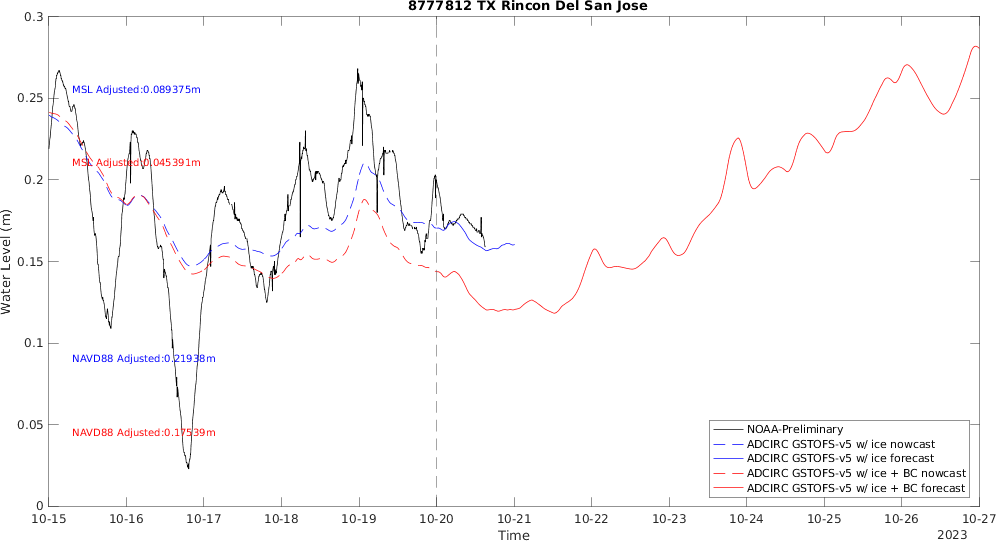 8777812 TX Rincon Del San Jose
Water Level (m)
0.3
0.25
0.2
0.15
0.1
0.05
0
MSL Adjusted:0.089375m
MSL Adjusted:0.045391m
NAVD88 Adjusted:0.21938m
NAVD88 Adjusted:0.17539m
NOAA-Preliminary
ADCIRC GSTOFS-v5 w/ ice nowcast
ADCIRC GSTOFS-v5 w/ ice forecast
ADCIRC GSTOFS-v5 w/ ice + BC nowcast
ADCIRC GSTOFS-v5 w/ ice + BC forecast
10-15 10-16 10-17 10-18 10-19 10-20 10-21 10-22 10-23 10-24 10-25 10-26 10-27
Time
2023